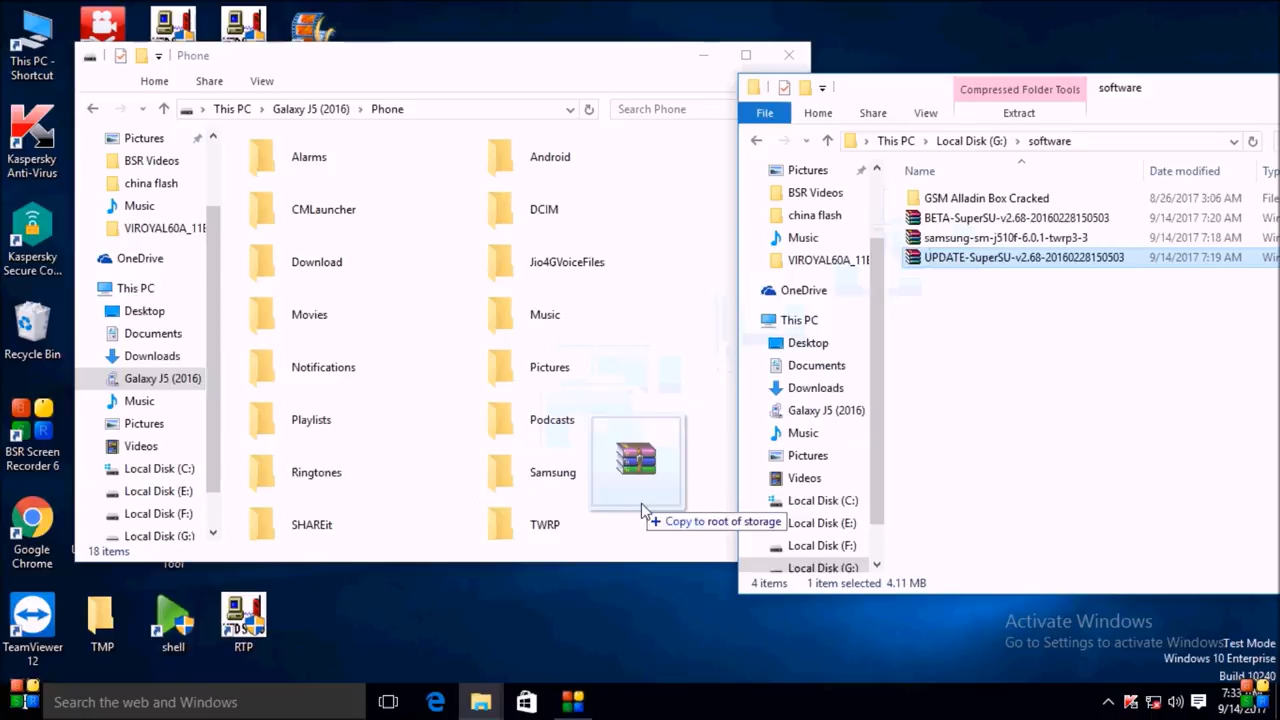 This PC -
Shortcut
Kaspersky
Anti-Virus
Kaspersky
Secure Co...
Recycle Bin
BSR Screen
Recorder 6
Google
Chrome
Tool
TeamViewer
12
TMP
shell
RTP
Phone
Home
Share
View
This PC
Galaxy J5 (2016)
Phone
Search Phone
Pictures
BSR Videos
china flash
Music
VIROYAL60A_11E
OneDrive
This PC
Desktop
Documents
Downloads
Galaxy J5 (2016)
Music
Pictures
Videos
Local Disk (C:)
Local Disk (E:)
Local Disk (F:)
Local Disk (G:)
Alarms
Android
CMLauncher
DCIM
Download
Jio4GVoiceFiles
Movies
Music
Notifications
Pictures
Playlists
Podcasts
Ringtones
Samsung
SHAREit
TWRP
Copy to root of storage
18 items
Compressed Folder Tools
software
File
Home
Share
View
Extract
This PC
Local Disk (G:)
software
Name
Date modified
Typ
Pictures
BSR Videos
china flash
Music
VIROYAL60A_11E
OneDrive
This PC
Desktop
Documents
Downloads
Galaxy J5 (2016)
Music
Pictures
Videos
Local Disk (C:)
Local Disk (E:)
Local Disk (F:)
Local Disk (G:)
GSM Alladin Box Cracked 8/26/2017 3:06 AM File
BETA-SuperSU-v2.68-20160228150503 9/14/2017 7:20 AM Win
samsung-sm-j510f-6.0.1-twrp3-3 9/14/2017 7:18 AM Win
UPDATE-SuperSU-v2.68-20160228150503 9/14/2017 7:19 AM Win
4 items 1 item selected 4.11 MB
Activate Windows
Go to Settings to activate Windows.
Test Mode
Windows 10 Enterprise
Build 10240
Search the web and Windows
7:33
9/14/2017